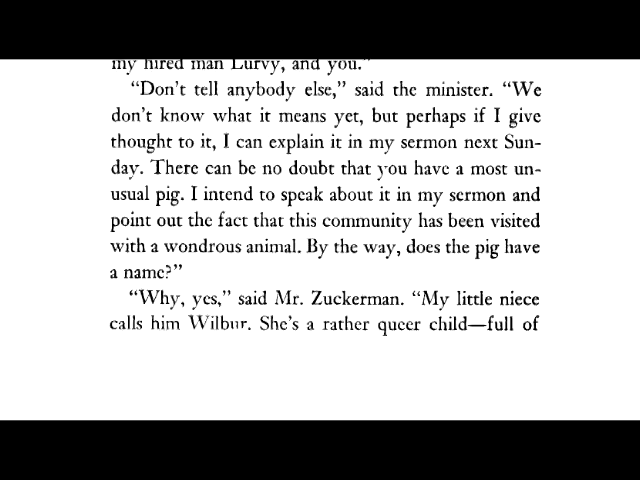 my hired man Lurvy, and you."
"Don't tell anybody else," said the minister. "We
don't know what it means yet, but perhaps if I give
thought to it, I can explain it in my sermon next Sun-
day. There can be no doubt that you have a most un-
usual pig. I intend to speak about it in my sermon and
point out the fact that this community has been visited
with a wondrous animal. By the way, does the pig have
a name?"
"Why, yes," said Mr. Zuckerman. "My little niece
calls him Wilbur. She's a rather queer child—full of